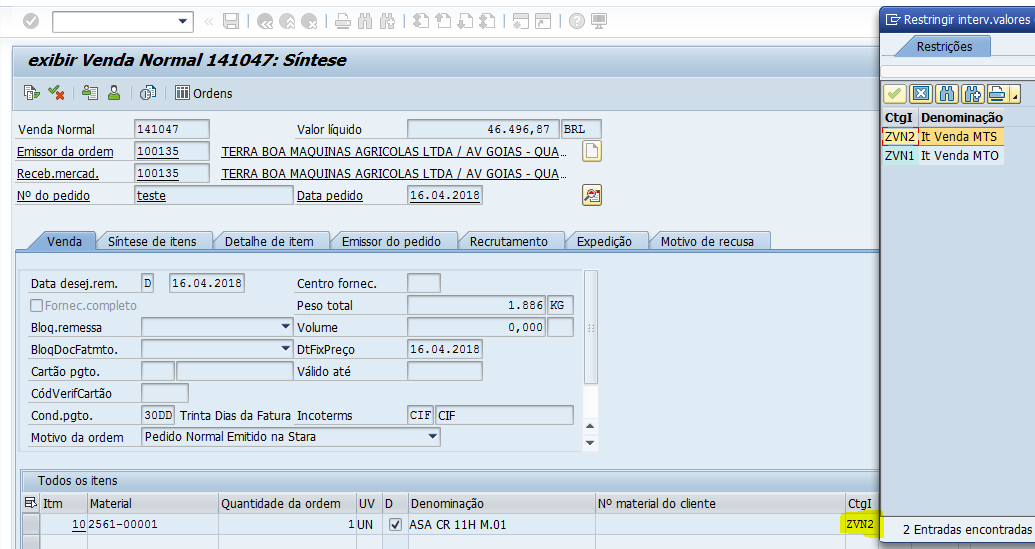 Restringir interv.valores
exibir Venda Normal 141047: Síntese
Restrições
Ordens
Venda Normal 141047 Valor líquido 46.496,87 BRL
Emissor da ordem 100135 TERRA BOA MAQUINAS AGRICOLAS LTDA / AV GOIAS - QUA...
Receb.mercad. 100135 TERRA BOA MAQUINAS AGRICOLAS LTDA / AV GOIAS - QUA...
Nº do pedido teste Data pedido 16.04.2018
CtgI Denominação
ZVN2 It Venda MTS
ZVN1 It Venda MTO
Venda Síntese de itens Detalhe de item Emissor do pedido Recrutamento Expedição Motivo de recusa
Data desej.rem. D 16.04.2018 Centro fornec.
Fornec.completo Peso total 1.886 KG
Bloq.remessa Volume 0,000
BloqDocFatmto. DtFixPreço 16.04.2018
Cartão pgto. Válido até
CódVerifCartão
Cond.pgto. 30DD Trinta Dias da Fatura Incoterms CIF CIF
Motivo da ordem Pedido Normal Emitido na Stara
Todos os itens
Itm Material Quantidade da ordem UV D Denominação Nº material do cliente CtgI
10 2561-00001 1 UN ASA CR 11H M.01 ZVN2
2 Entradas encontradas